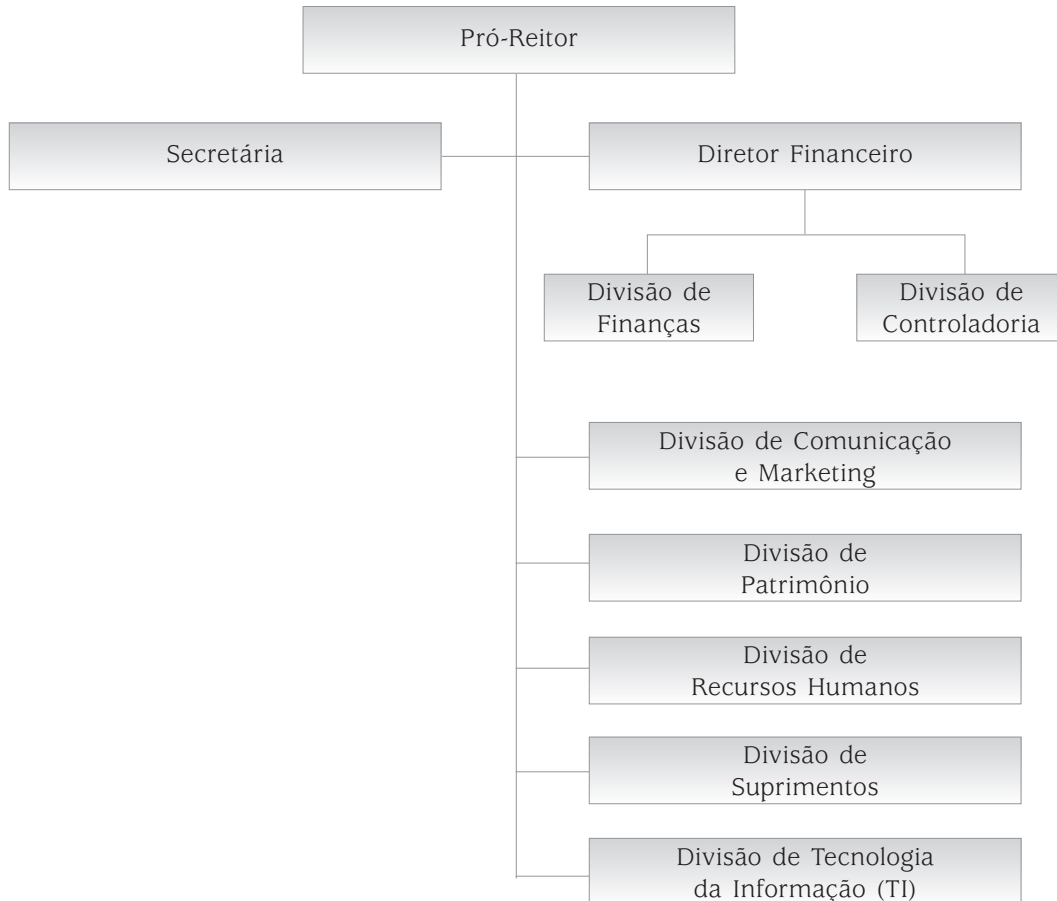 Pró-Reitor
Secretária
Diretor Financeiro
Divisão de
Finanças
Divisão de
Controladoria
Divisão de Comunicação
e Marketing
Divisão de
Patrimônio
Divisão de
Recursos Humanos
Divisão de
Suprimentos
Divisão de Tecnologia
da Informação (TI)